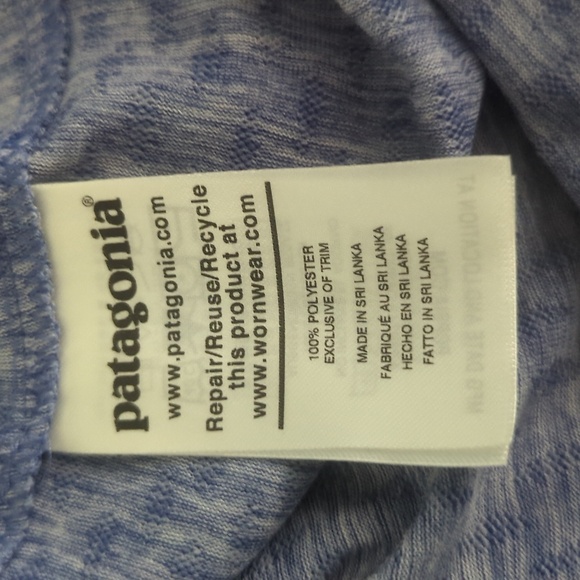 patagonia®
www.patagonia.com
Repair/Reuse/Recycle
this product at
www.wornwear.com
100% POLYESTER
EXCLUSIVE OF TRIM
MADE IN SRI LANKA
FABRIQUÉ AU SRI LANKA
HECHO EN SRI LANKA
FATTO IN SRI LANKA